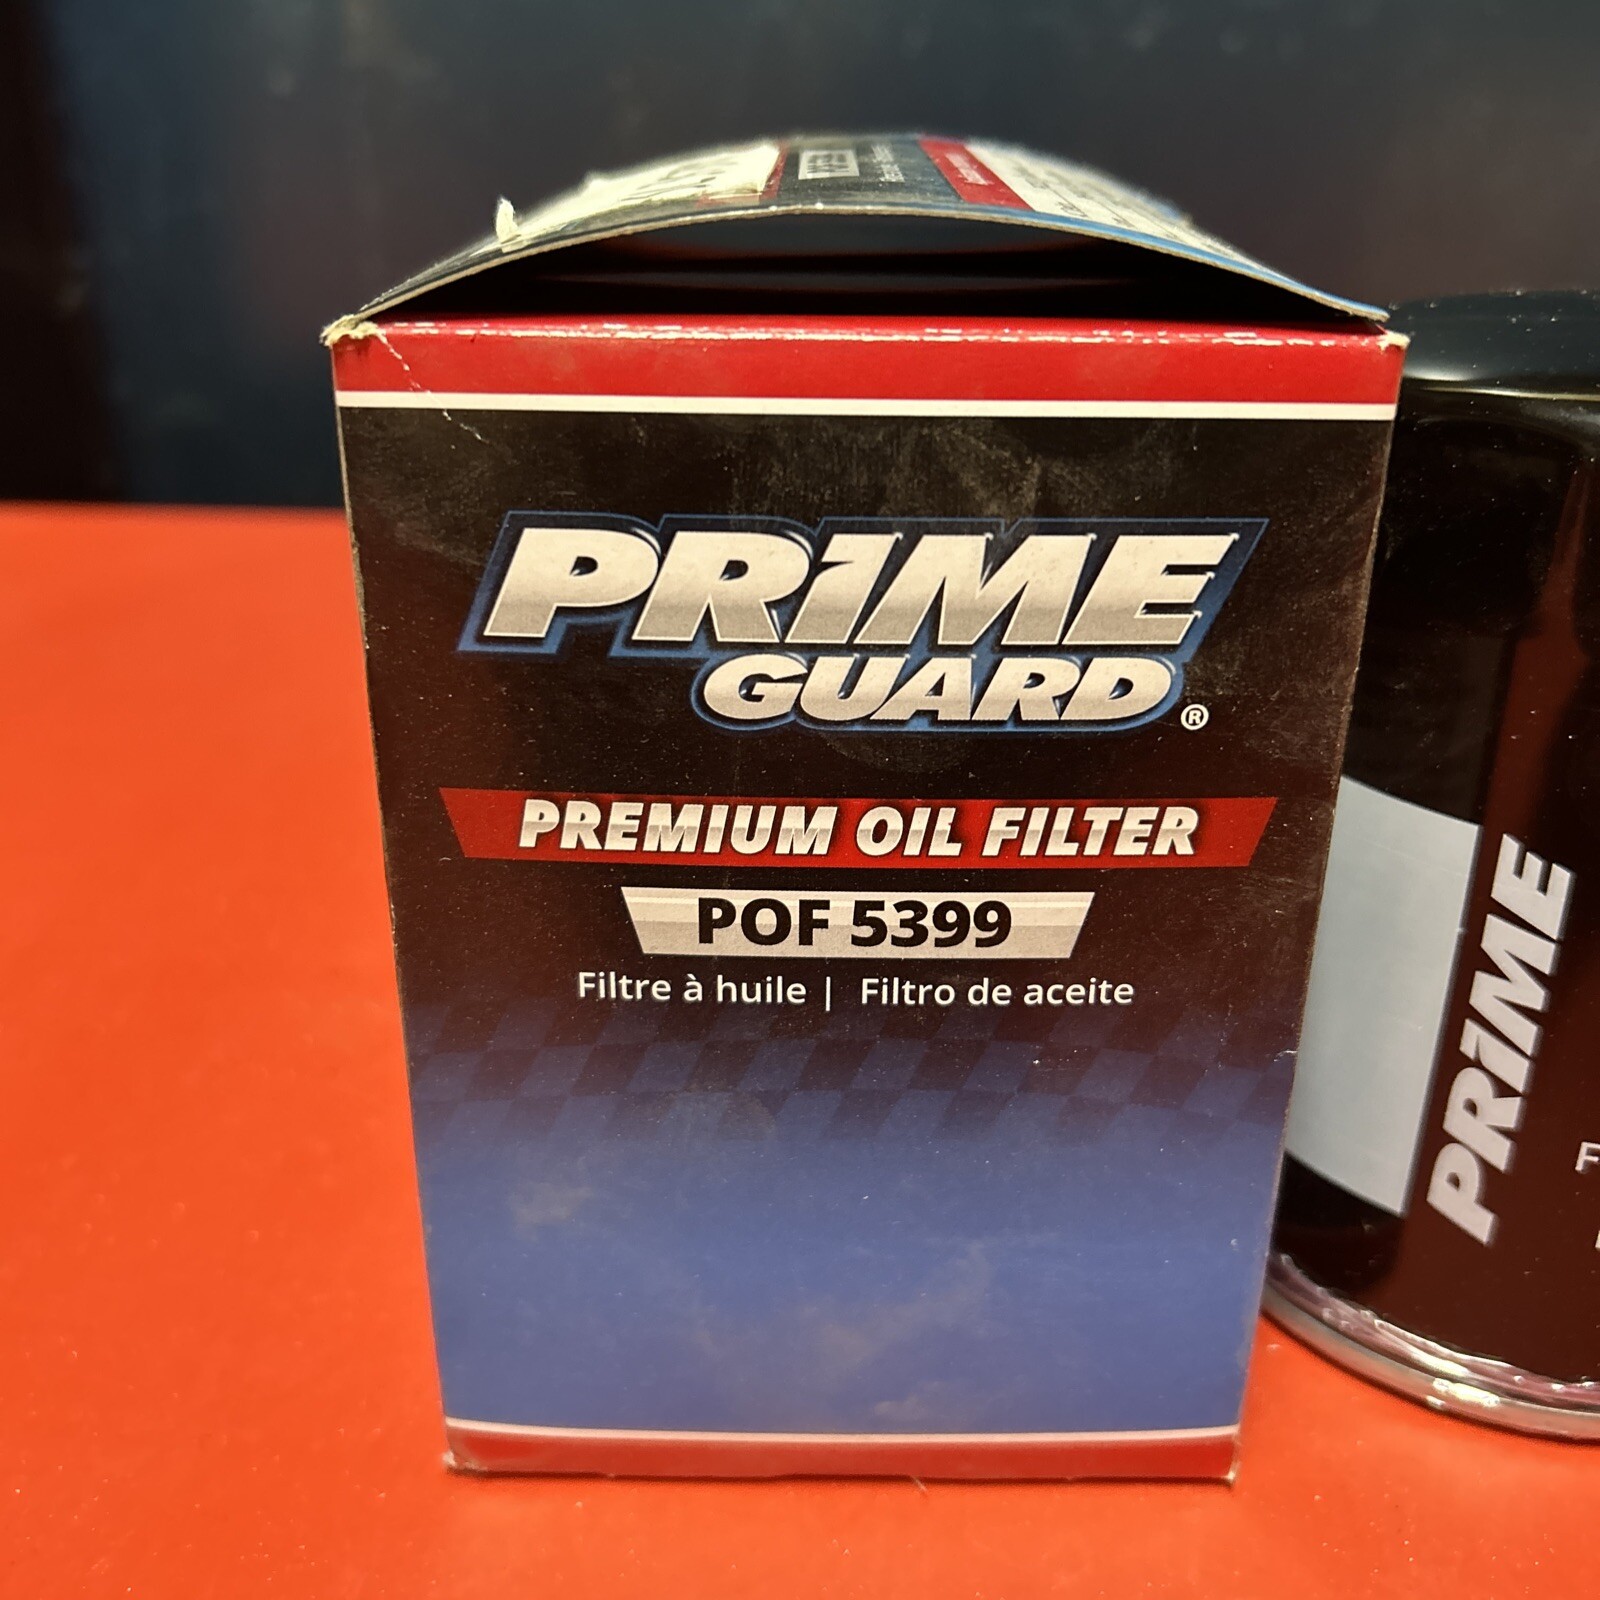 PRIME
GUARD®
PREMIUM OIL FILTER
POF 5399
Filtre à huile | Filtro de aceite
PRIME